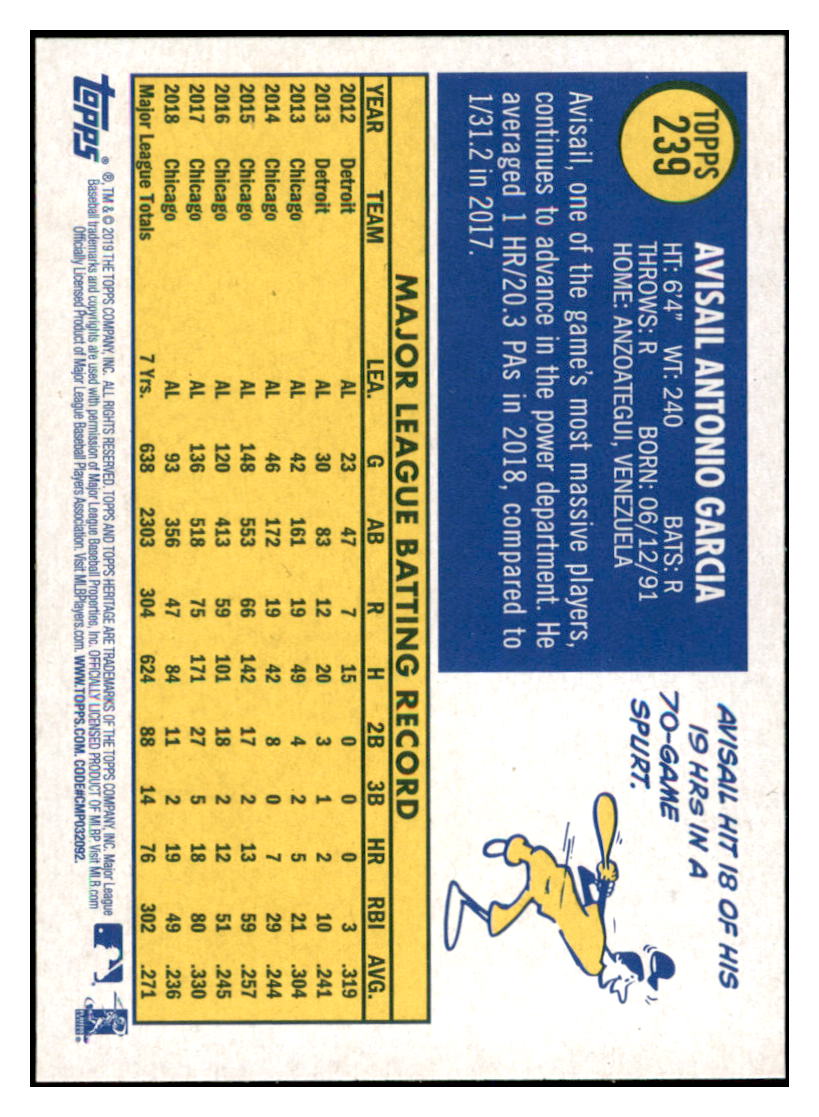 TOPPS
239
AVISAIL ANTONIO GARCIA
HT: 6'4" WT: 240 BATS: R
THROWS: R BORN: 06/12/91
HOME: ANZOATEGUI, VENEZUELA
Avisail, one of the game's most massive players,
continues to advance in the power department. He
averaged 1 HR/20.3 PAs in 2018, compared to
1/31.2 in 2017.
AVISAIL HIT 18 OF HIS
19 HRS IN A
70-GAME
SPURT.
MAJOR LEAGUE BATTING RECORD
YEAR TEAM LEA. G AB R H 2B 3B HR RBI AVG.
2012 Detroit AL 23 47 7 15 0 0 0 3 .319
2013 Detroit AL 30 83 12 20 3 1 2 10 .241
2013 Chicago AL 42 161 19 49 4 2 5 21 .304
2014 Chicago AL 46 172 19 42 8 0 7 29 .244
2015 Chicago AL 148 553 66 142 17 2 13 59 .257
2016 Chicago AL 120 413 59 101 18 2 12 51 .245
2017 Chicago AL 136 518 75 171 27 5 18 80 .330
2018 Chicago AL 93 356 47 84 11 2 19 49 .236
Major League Totals 7 Yrs. 638 2303 304 624 88 14 76 302 .271
topps®
®, TM & © 2019 THE TOPPS COMPANY, INC. ALL RIGHTS RESERVED. TOPPS AND TOPPS HERITAGE ARE TRADEMARKS OF THE TOPPS COMPANY, INC. Major League
Baseball trademarks and copyrights are used with permission of Major League Baseball Properties, Inc. OFFICIALLY LICENSED PRODUCT OF MLBP Visit MLB.com
Officially Licensed Product of Major League Baseball Players Association. Visit MLBPlayers.com. WWW.TOPPS.COM. CODE#CMP032092.